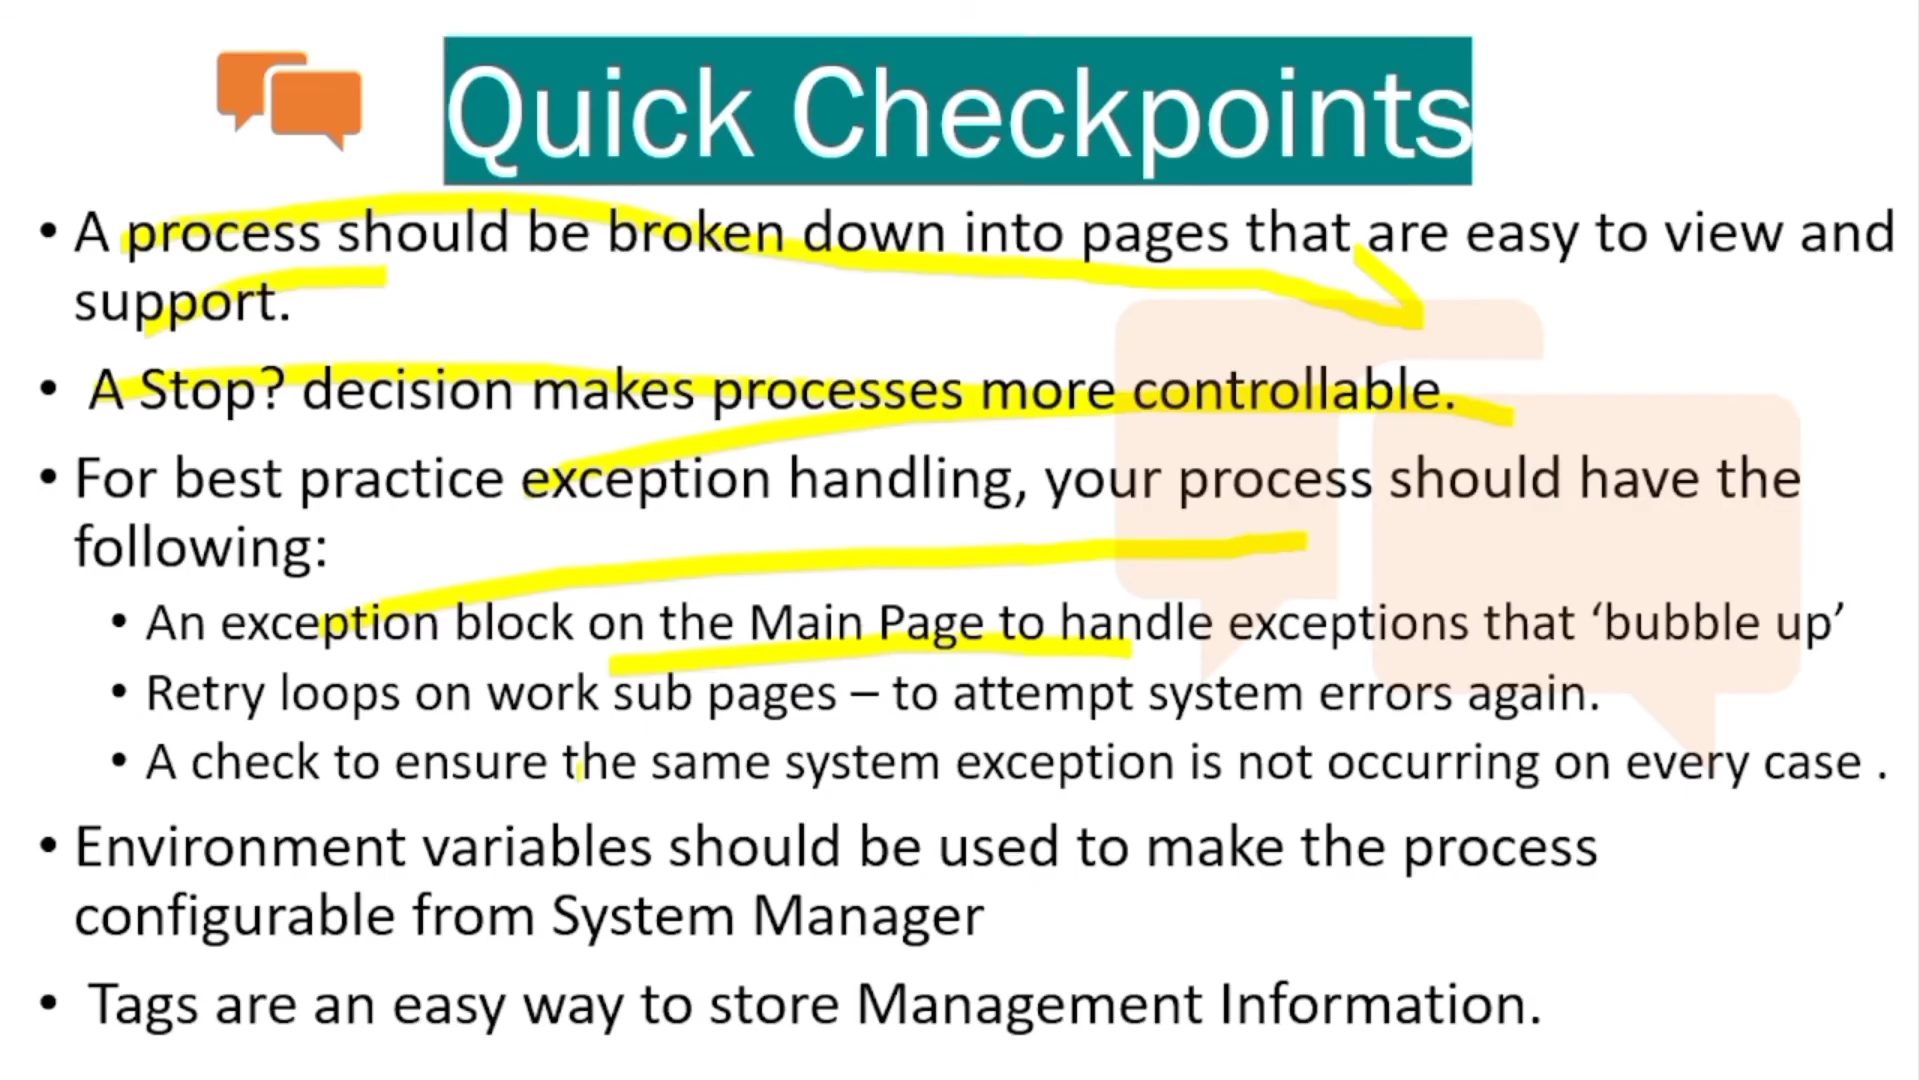 Quick Checkpoints
• A process should be broken down into pages that are easy to view and
support.
• A Stop? decision makes processes more controllable.
• For best practice exception handling, your process should have the
following:
• An exception block on the Main Page to handle exceptions that ‘bubble up’
• Retry loops on work sub pages – to attempt system errors again.
• A check to ensure the same system exception is not occurring on every case .
• Environment variables should be used to make the process
configurable from System Manager
• Tags are an easy way to store Management Information.